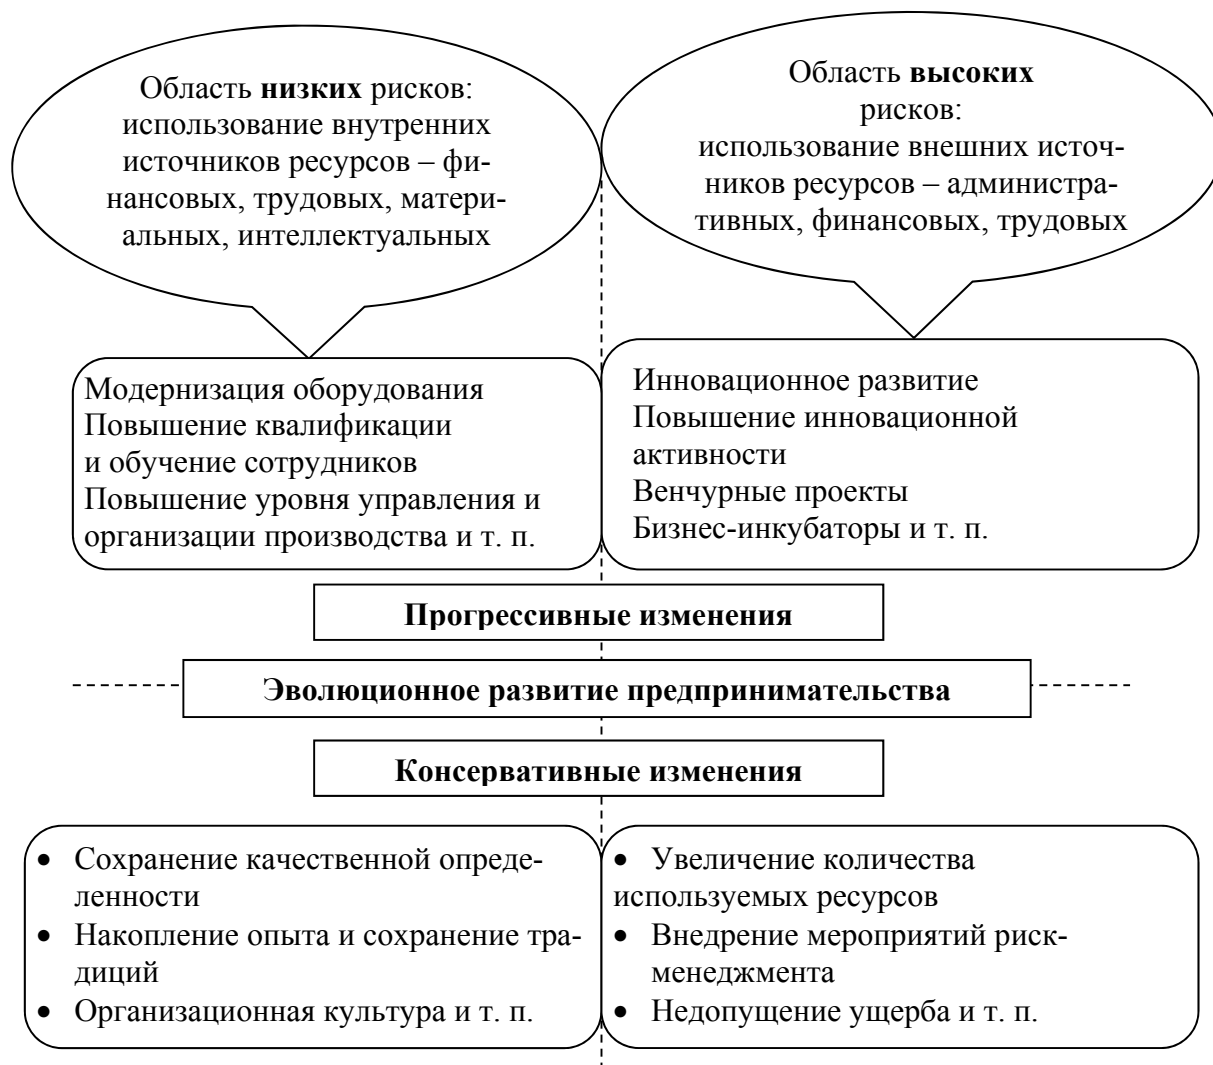 Область низких рисков:
использование внутренних
источников ресурсов – фи-
нансовых, трудовых, матери-
альных, интеллектуальных
Область высоких
рисков:
использование внешних источ-
ников ресурсов – администра-
тивных, финансовых, трудовых
Модернизация оборудования
Повышение квалификации
и обучение сотрудников
Повышение уровня управления и
организации производства и т. п.
Инновационное развитие
Повышение инновационной
активности
Венчурные проекты
Бизнес-инкубаторы и т. п.
Прогрессивные изменения
Эволюционное развитие предпринимательства
Консервативные изменения
• Сохранение качественной опреде-
ленности
• Накопление опыта и сохранение тра-
диций
• Организационная культура и т. п.
• Увеличение количества
используемых ресурсов
• Внедрение мероприятий риск-
менеджмента
• Недопущение ущерба и т. п.